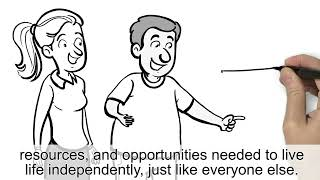 resources, and opportunities needed to live
life independently, just like everyone else.